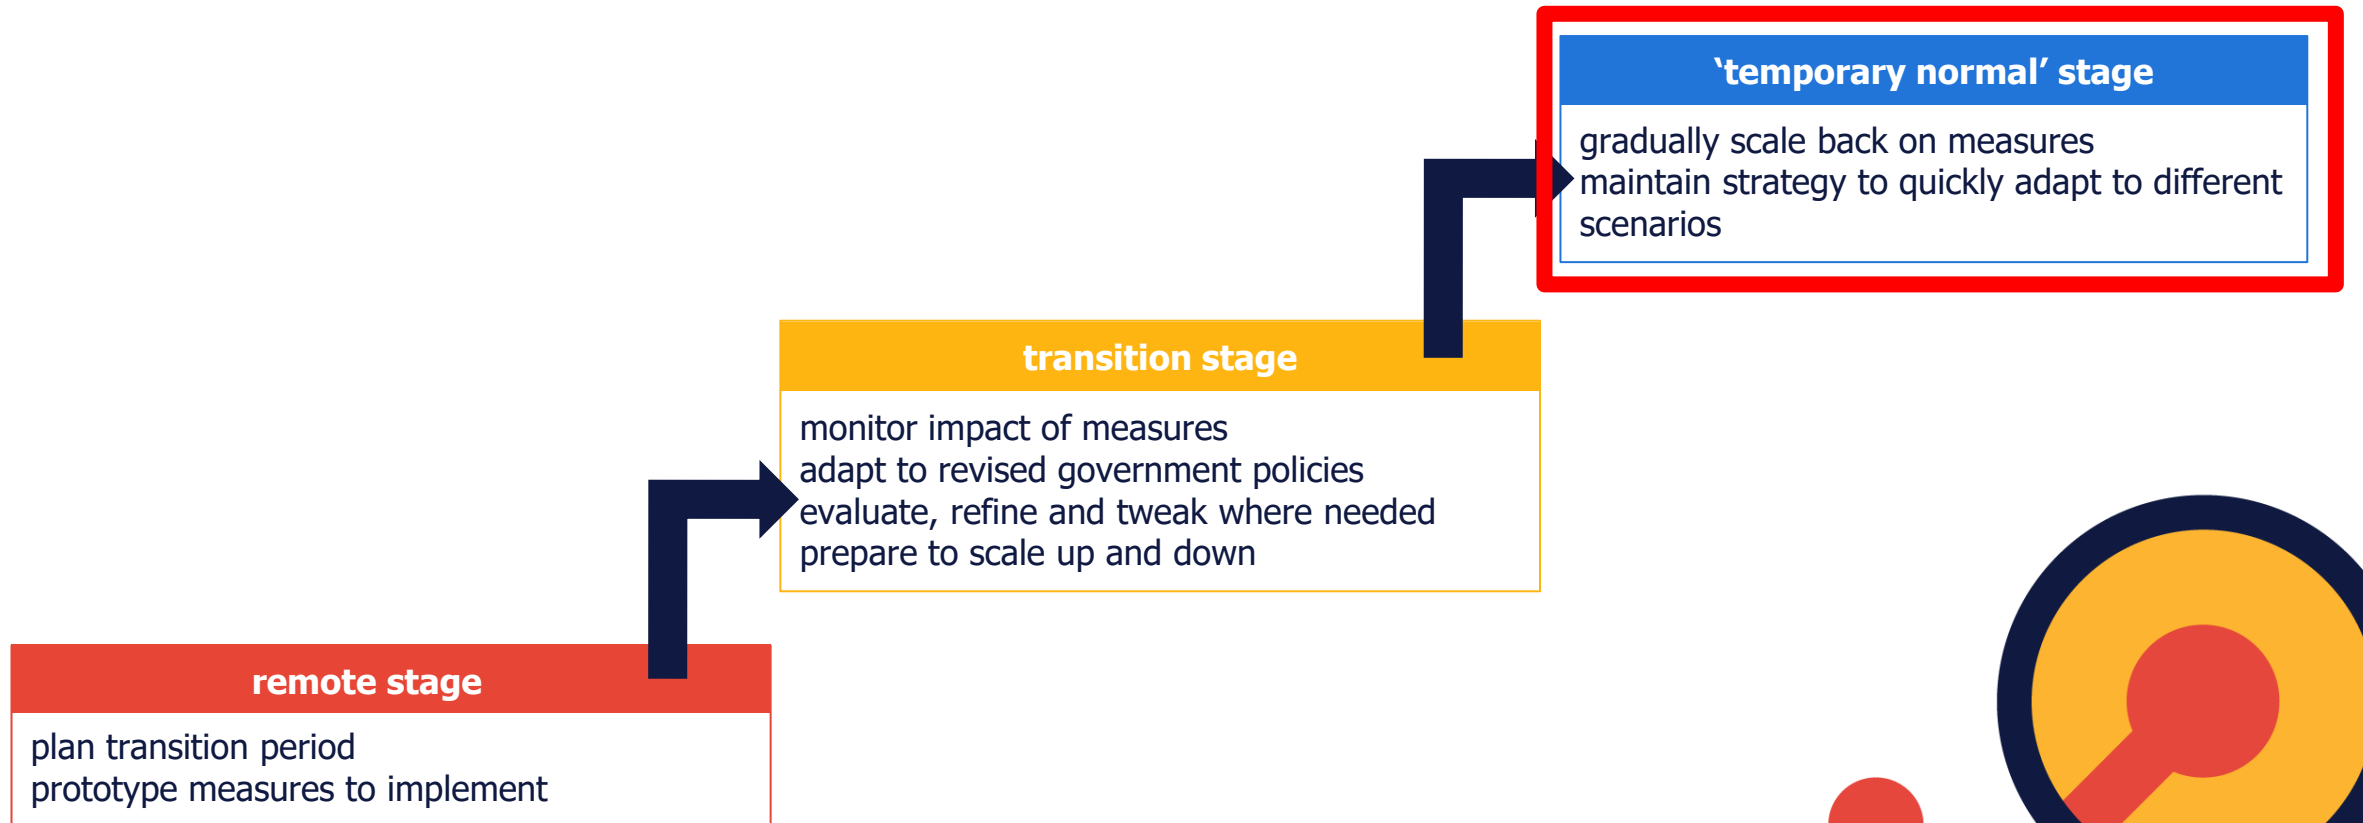 ‘temporary normal’ stage
gradually scale back on measures
maintain strategy to quickly adapt to different
scenarios
transition stage
monitor impact of measures
adapt to revised government policies
evaluate, refine and tweak where needed
prepare to scale up and down
remote stage
plan transition period
prototype measures to implement